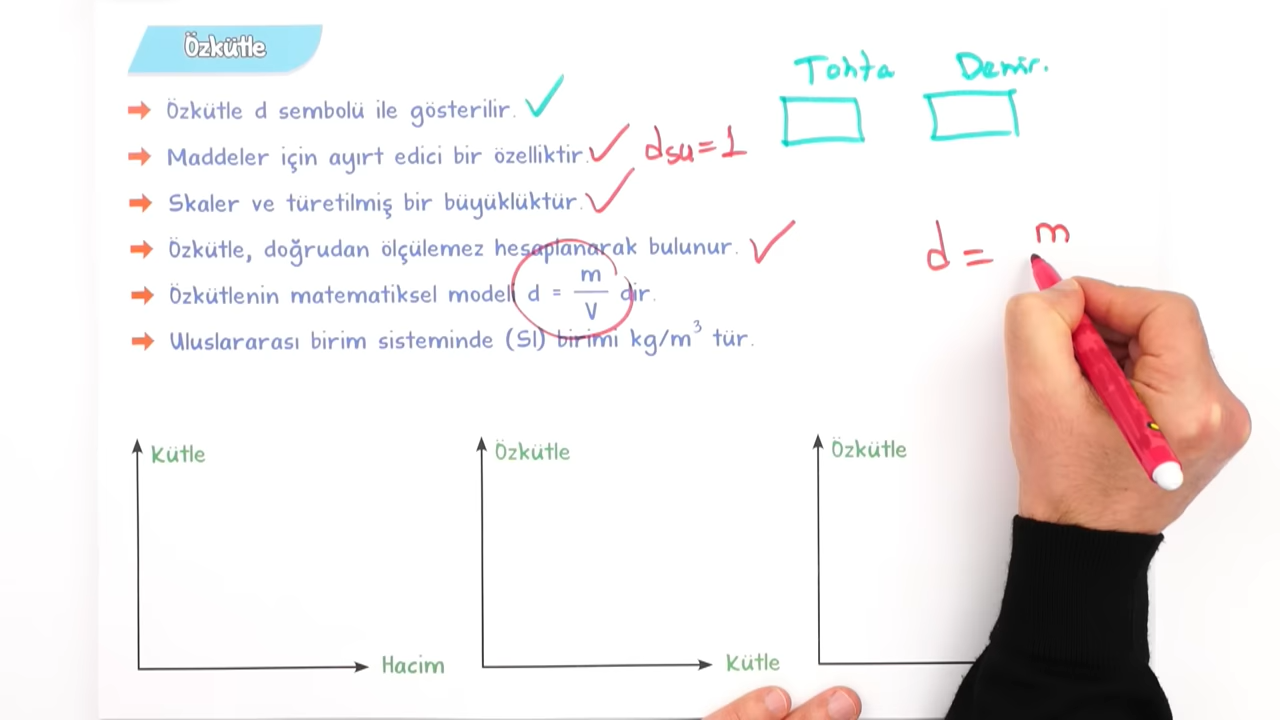 Özkütle
Özkütle d sembolü ile gösterilir.
Maddeler için ayırt edici bir özelliktir.
Skaler ve türetilmiş bir büyüklüktür.
Özkütle, doğrudan ölçülemez hesaplanarak bulunur.
Özkütlenin matematiksel modeli d = m/V dir.
Uluslararası birim sisteminde (SI) birimi kg/m³ tür.
Tahta
Demir.
dsu=1
d = m
Kütle
Hacim
Özkütle
Kütle
Özkütle